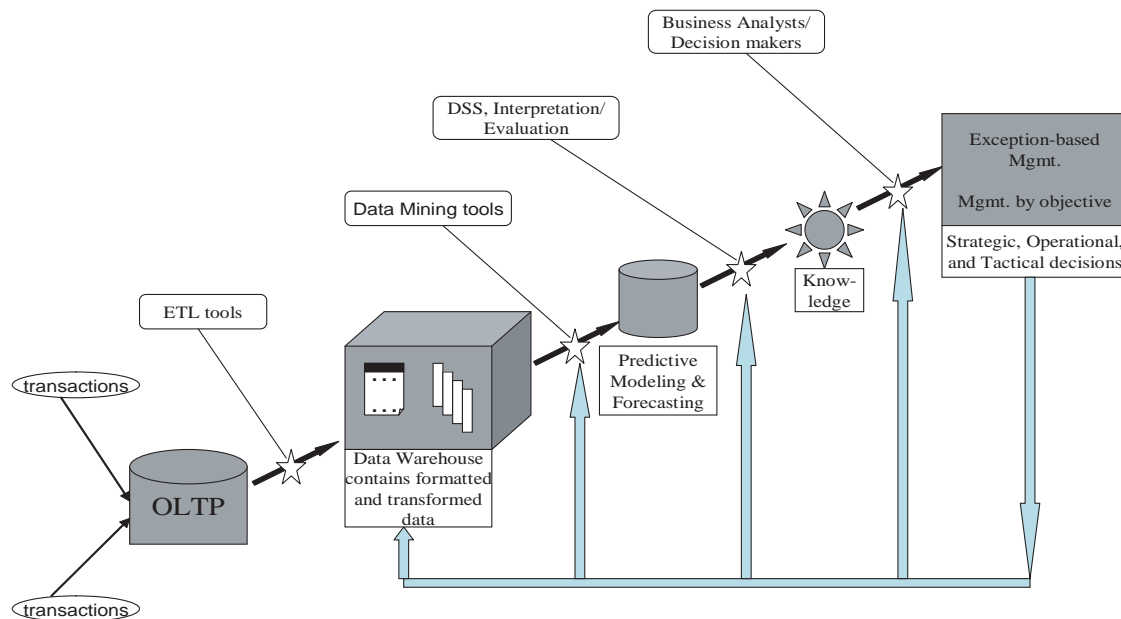 Business Analysts/
Decision makers
DSS, Interpretation/
Evaluation
Exception-based
Mgmt.
Mgmt. by objective
Strategic, Operational,
and Tactical decisions
Data Mining tools
Know-
ledge
ETL tools
Predictive
Modeling &
Forecasting
transactions
Data Warehouse
contains formatted
and transformed
data
OLTP
transactions